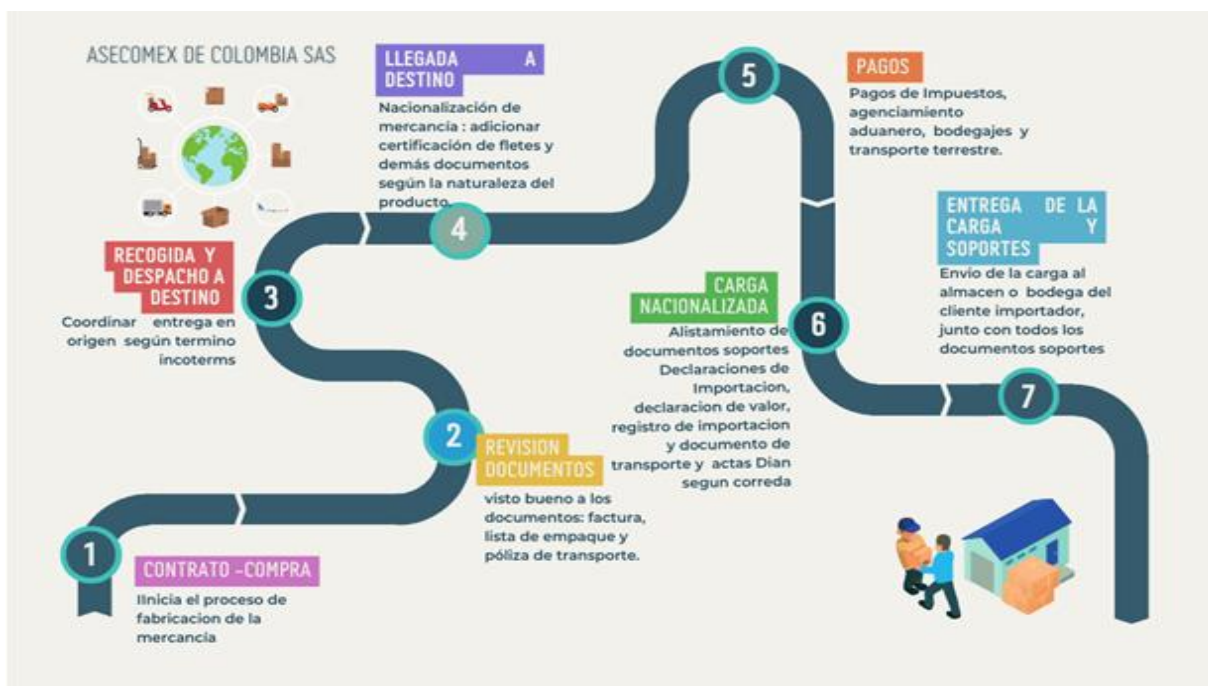 ASECOMEX DE COLOMBIA SAS
1
CONTRATO -COMPRA
IInicia el proceso de
fabricacion de la
mercancía
2
REVISION
DOCUMENTOS
visto bueno a los
documentos: factura,
lista de empaque y
póliza de transporte.
3
RECOGIDA Y
DESPACHO A
DESTINO
Coordinar entrega en
origen según termino
incoterms
4
LLEGADA A
DESTINO
Nacionalización de
mercancía : adicionar
certificación de fletes y
demás documentos
según la naturaleza del
producto.
5
PAGOS
Pagos de Impuestos,
agenciamiento
aduanero, bodegajes y
transporte terrestre.
6
CARGA
NACIONALIZADA
Alistamiento de
documentos soportes
Declaraciones de
Importacion,
declaracion de valor,
registro de importacion
y documento de
transporte y actas Dian
segun correda
7
ENTREGA DE LA
CARGA Y
SOPORTES
Envio de la carga al
almacen o bodega del
cliente importador,
junto con todos los
documentos soportes